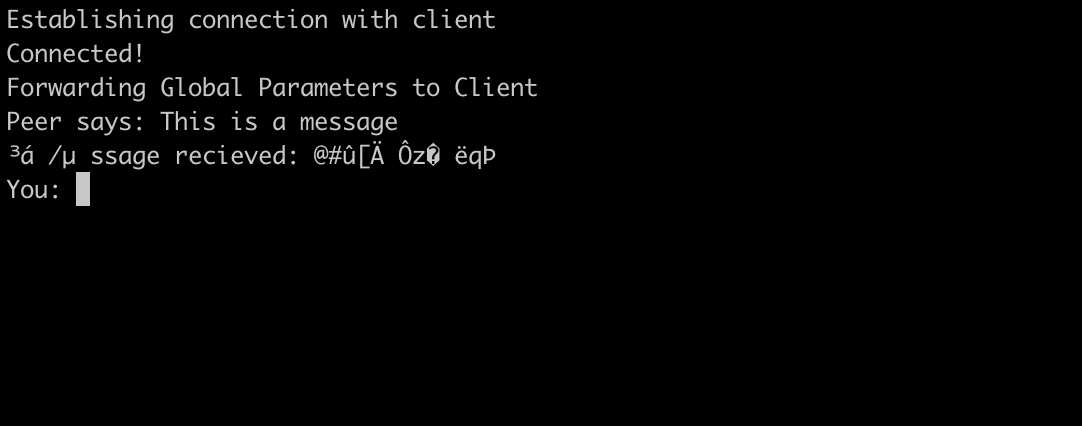 Establishing connection with client
Connected!
Forwarding Global Parameters to Client
Peer says: This is a message
³á /µ ssage recieved: @#û[Ä Ôz� ëqÞ
You: